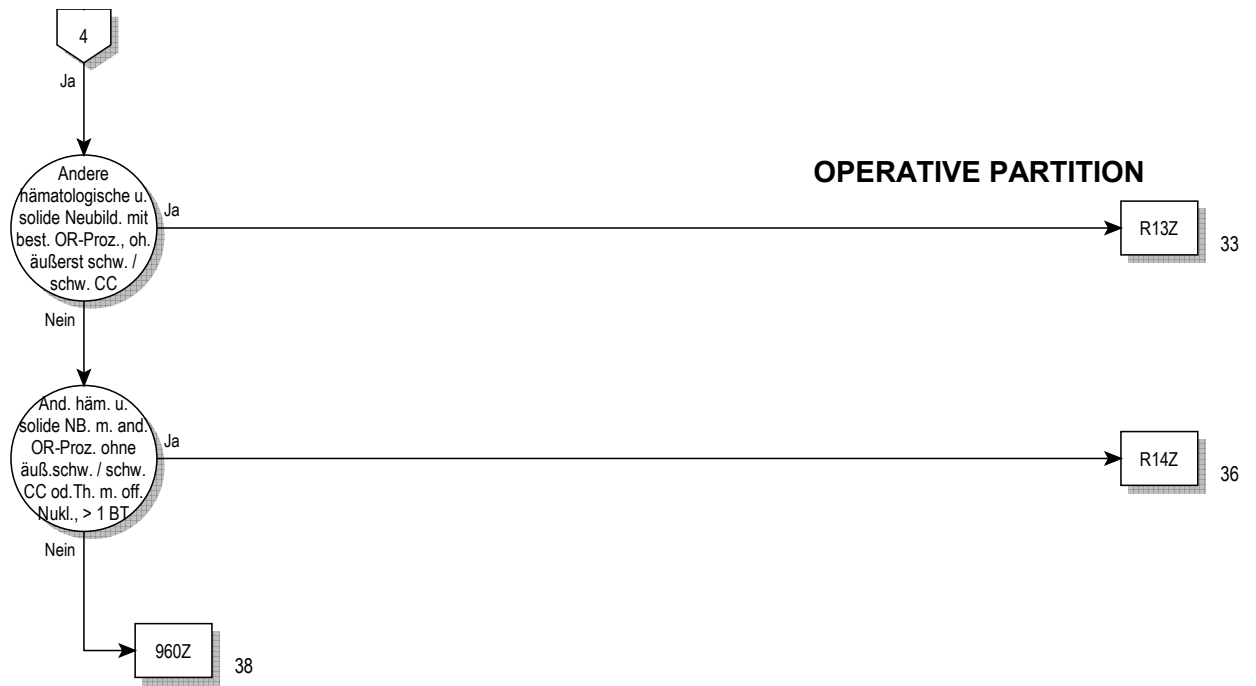 4
Ja
Andere
hämatologische u.
solide Neubild. mit
best. OR-Proz., oh.
äußerst schw. /
schw. CC
Ja
OPERATIVE PARTITION
R13Z
33
Nein
And. häm. u.
solide NB. m. and.
OR-Proz. ohne
äuß.schw. / schw.
CC od.Th. m. off.
Nukl., > 1 BT
Ja
R14Z
36
Nein
960Z
38